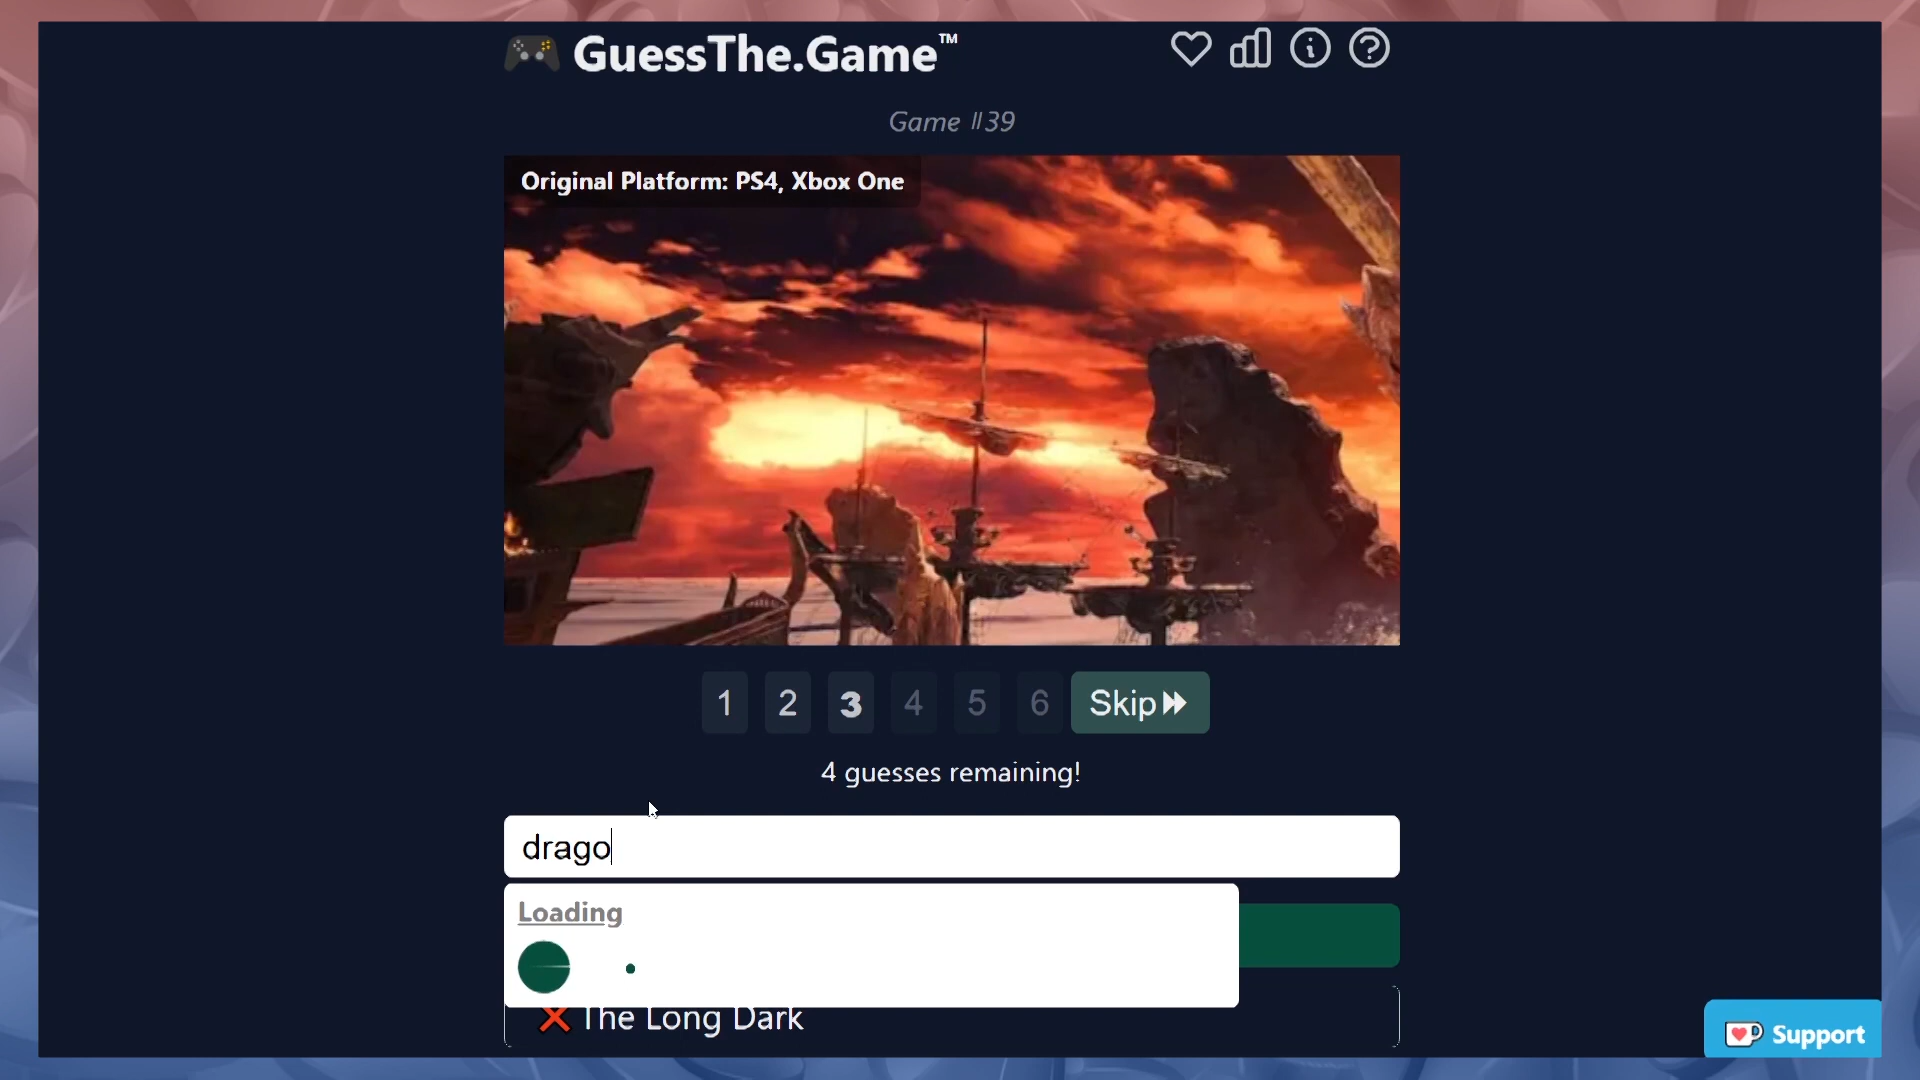 GuessThe.Game™
Game #39
Original Platform: PS4, Xbox One
1 2 3 4 5 6 Skip
4 guesses remaining!
drago
Loading
The Long Dark
Support